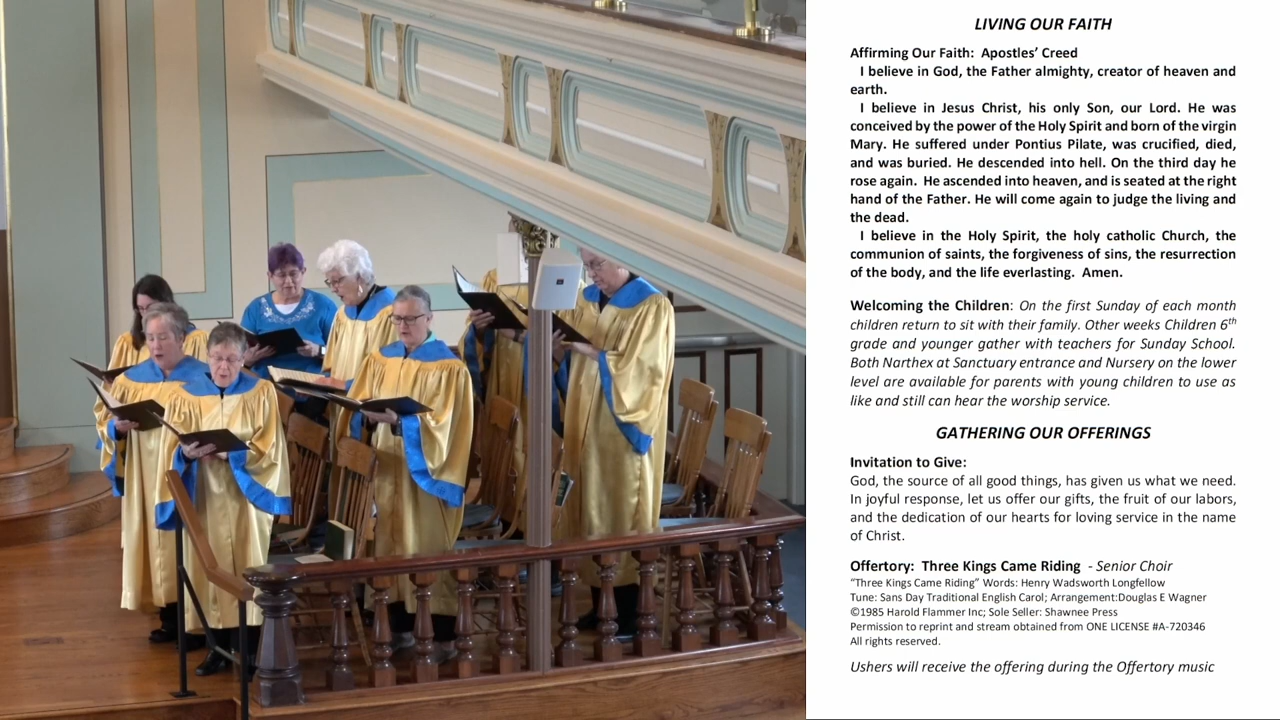 LIVING OUR FAITH
Affirming Our Faith:  Apostles’ Creed
I believe in God, the Father almighty, creator of heaven and
earth.
I believe in Jesus Christ, his only Son, our Lord. He was
conceived by the power of the Holy Spirit and born of the virgin
Mary. He suffered under Pontius Pilate, was crucified, died,
and was buried. He descended into hell. On the third day he
rose again.  He ascended into heaven, and is seated at the right
hand of the Father. He will come again to judge the living and
the dead.
I believe in the Holy Spirit, the holy catholic Church, the
communion of saints, the forgiveness of sins, the resurrection
of the body, and the life everlasting.  Amen.
Welcoming the Children: On the first Sunday of each month
children return to sit with their family. Other weeks Children 6th
grade and younger gather with teachers for Sunday School.
Both Narthex at Sanctuary entrance and Nursery on the lower
level are available for parents with young children to use as
like and still can hear the worship service.
GATHERING OUR OFFERINGS
Invitation to Give:
God, the source of all good things, has given us what we need.
In joyful response, let us offer our gifts, the fruit of our labors,
and the dedication of our hearts for loving service in the name
of Christ.
Offertory:  Three Kings Came Riding  - Senior Choir
“Three Kings Came Riding” Words: Henry Wadsworth Longfellow
Tune: Sans Day Traditional English Carol; Arrangement:Douglas E Wagner
©1985 Harold Flammer Inc; Sole Seller: Shawnee Press
Permission to reprint and stream obtained from ONE LICENSE #A-720346
All rights reserved.
Ushers will receive the offering during the Offertory music